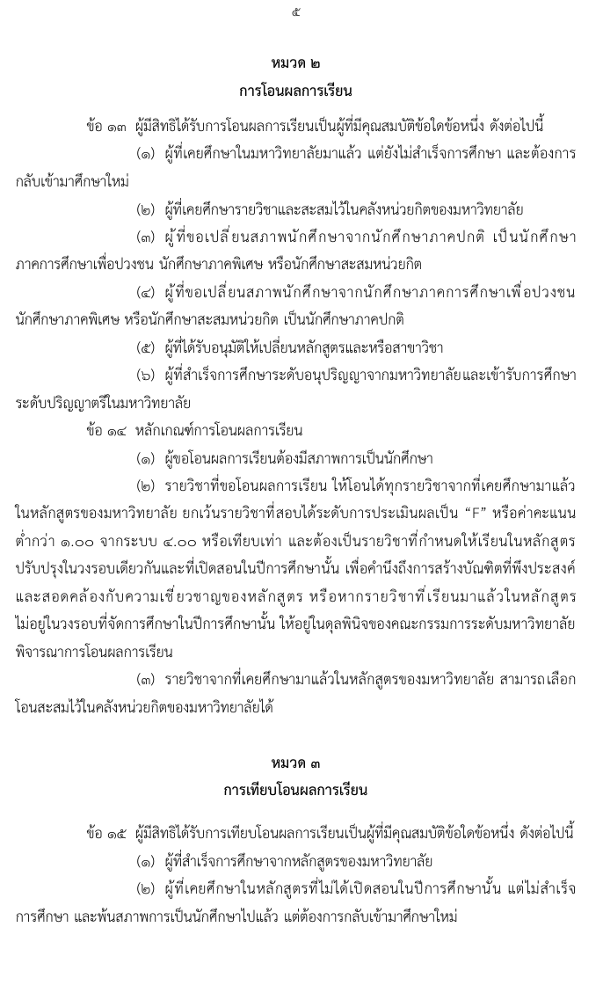 ๕
หมวด ๒
การโอนผลการเรียน
ข้อ ๑๓ ผู้มีสิทธิได้รับการโอนผลการเรียนเป็นผู้ที่มีคุณสมบัติข้อใดข้อหนึ่ง ดังต่อไปนี้
(๑) ผู้ที่เคยศึกษาในมหาวิทยาลัยมาแล้ว แต่ยังไม่สำเร็จการศึกษา และต้องการ
กลับเข้ามาศึกษาใหม่
(๒) ผู้ที่เคยศึกษารายวิชาและสะสมไว้ในคลังหน่วยกิตของมหาวิทยาลัย
(๓) ผู้ที่ขอเปลี่ยนสภาพนักศึกษาจากนักศึกษาภาคปกติ เป็นนักศึกษา
ภาคการศึกษาเพื่อปวงชน นักศึกษาภาคพิเศษ หรือนักศึกษาสะสมหน่วยกิต
(๔) ผู้ที่ขอเปลี่ยนสภาพนักศึกษาจากนักศึกษาภาคการศึกษาเพื่อปวงชน
นักศึกษาภาคพิเศษ หรือนักศึกษาสะสมหน่วยกิต เป็นนักศึกษาภาคปกติ
(๕) ผู้ที่ได้รับอนุมัติให้เปลี่ยนหลักสูตรและหรือสาขาวิชา
(๖) ผู้ที่สำเร็จการศึกษาระดับอนุปริญญาจากมหาวิทยาลัยและเข้ารับการศึกษา
ระดับปริญญาตรีในมหาวิทยาลัย
ข้อ ๑๔ หลักเกณฑ์การโอนผลการเรียน
(๑) ผู้ขอโอนผลการเรียนต้องมีสภาพการเป็นนักศึกษา
(๒) รายวิชาที่ขอโอนผลการเรียน ให้โอนได้ทุกรายวิชาจากที่เคยศึกษามาแล้ว
ในหลักสูตรของมหาวิทยาลัย ยกเว้นรายวิชาที่สอบได้ระดับการประเมินผลเป็น “F” หรือค่าคะแนน
ต่ำกว่า ๑.๐๐ จากระบบ ๔.๐๐ หรือเทียบเท่า และต้องเป็นรายวิชาที่กำหนดให้เรียนในหลักสูตร
ปรับปรุงในวงรอบเดียวกันและที่เปิดสอนในปีการศึกษานั้น เพื่อคำนึงถึงการสร้างบัณฑิตที่พึงประสงค์
และสอดคล้องกับความเชี่ยวชาญของหลักสูตร หรือหากรายวิชาที่เรียนมาแล้วในหลักสูตร
ไม่อยู่ในวงรอบที่จัดการศึกษาในปีการศึกษานั้น ให้อยู่ในดุลพินิจของคณะกรรมการระดับมหาวิทยาลัย
พิจารณาการโอนผลการเรียน
(๓) รายวิชาจากที่เคยศึกษามาแล้วในหลักสูตรของมหาวิทยาลัย สามารถเลือก
โอนสะสมไว้ในคลังหน่วยกิตของมหาวิทยาลัยได้
หมวด ๓
การเทียบโอนผลการเรียน
ข้อ ๑๕ ผู้มีสิทธิได้รับการเทียบโอนผลการเรียนเป็นผู้ที่มีคุณสมบัติข้อใดข้อหนึ่ง ดังต่อไปนี้
(๑) ผู้ที่สำเร็จการศึกษาจากหลักสูตรของมหาวิทยาลัย
(๒) ผู้ที่เคยศึกษาในหลักสูตรที่ไม่ได้เปิดสอนในปีการศึกษานั้น แต่ไม่สำเร็จ
การศึกษา และพ้นสภาพการเป็นนักศึกษาไปแล้ว แต่ต้องการกลับเข้ามาศึกษาใหม่